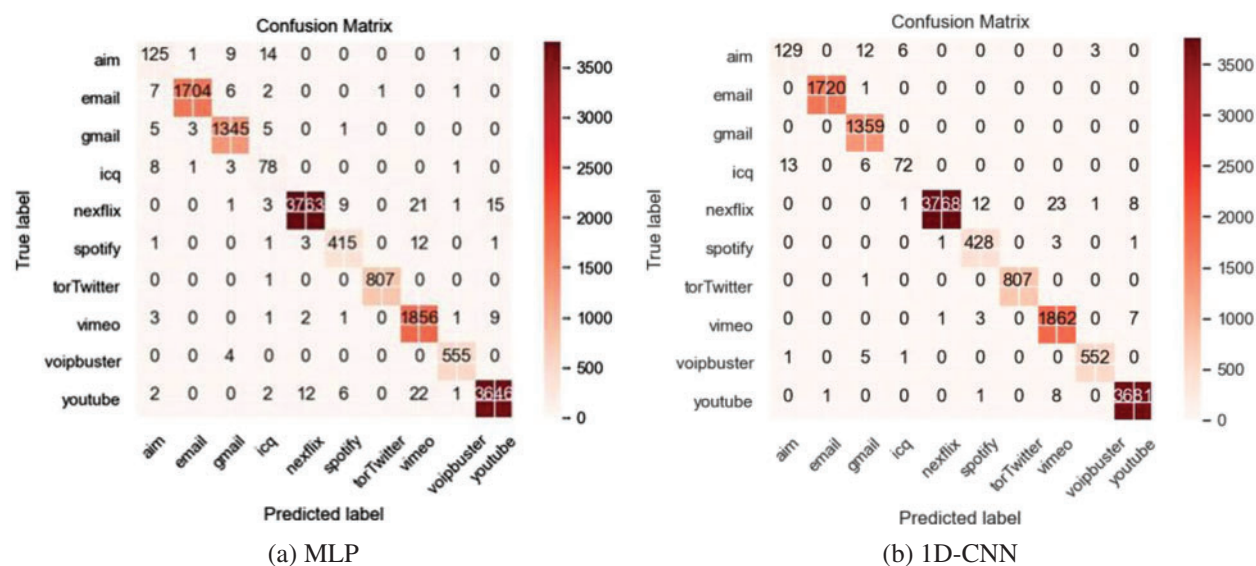 Confusion Matrix
aim 125 1 9 14 0 0 0 0 1 0
email 7 1704 6 2 0 0 1 0 1 0
gmail 5 3 1345 5 0 1 0 0 0 0
icq 8 1 3 78 0 0 0 0 1 0
nexflix 0 0 1 3 3763 9 0 21 1 15
spotify 1 0 0 1 3 415 0 12 0 1
torTwitter 0 0 0 1 0 0 807 0 0 0
vimeo 3 0 0 1 2 1 0 1856 1 9
voipbuster 0 0 4 0 0 0 0 0 555 0
youtube 2 0 0 2 12 6 0 22 1 3646
True label
aim email gmail icq nexflix spotify torTwitter vimeo voipbuster youtube
Predicted label
3500
3000
2500
2000
1500
1000
500
0
(a) MLP
Confusion Matrix
aim 129 0 12 6 0 0 0 0 3 0
email 0 1720 1 0 0 0 0 0 0 0
gmail 0 0 1359 0 0 0 0 0 0 0
icq 13 0 6 72 0 0 0 0 0 0
nexflix 0 0 0 1 3768 12 0 23 1 8
spotify 0 0 0 0 1 428 0 3 0 1
torTwitter 0 0 1 0 0 0 807 0 0 0
vimeo 0 0 0 0 1 3 0 1862 0 7
voipbuster 1 0 5 1 0 0 0 0 552 0
youtube 0 1 0 0 0 1 0 8 0 3681
True label
aim email gmail icq nexflix spotify torTwitter vimeo voipbuster youtube
Predicted label
3500
3000
2500
2000
1500
1000
500
0
(b) 1D-CNN